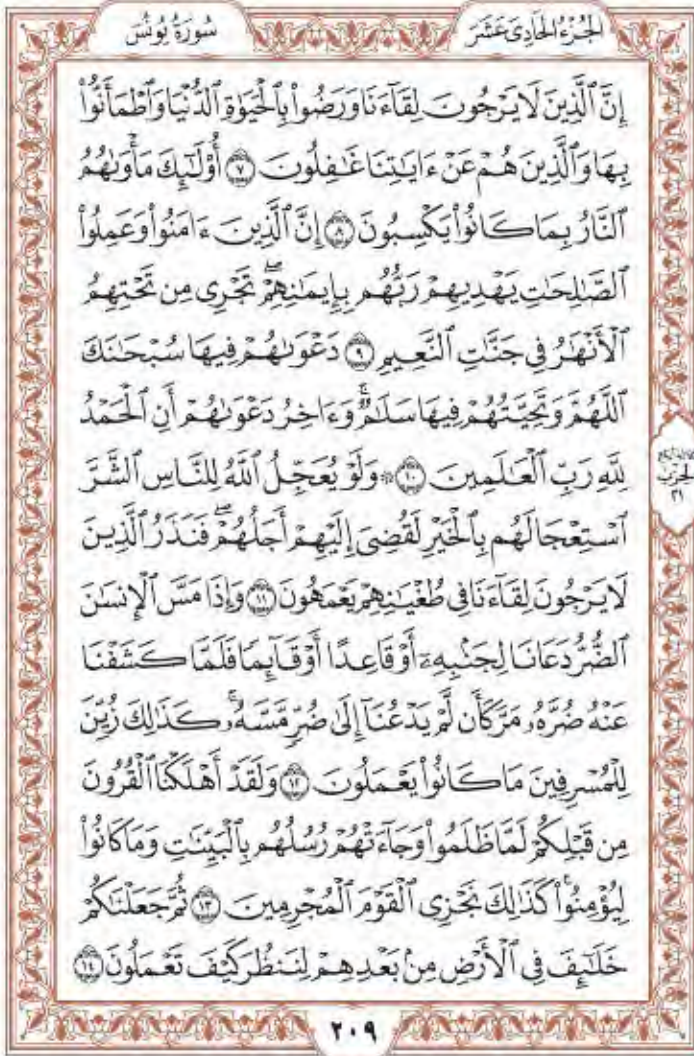 سُورَةُ يُونُسَ
الجُزْءُ الحَادِى عَشَرَ
إِنَّ ٱلَّذِينَ لَا يَرْجُونَ لِقَآءَنَا وَرَضُوا۟ بِٱلْحَيَوٰةِ ٱلدُّنْيَا وَٱطْمَأَنُّوا۟
بِهَا وَٱلَّذِينَ هُمْ عَنْ ءَايَـٰتِنَا غَـٰفِلُونَ ٧ أُو۟لَـٰٓئِكَ مَأْوَىٰهُمُ
ٱلنَّارُ بِمَا كَانُوا۟ يَكْسِبُونَ ٨ إِنَّ ٱلَّذِينَ ءَامَنُوا۟ وَعَمِلُوا۟
ٱلصَّـٰلِحَـٰتِ يَهْدِيهِمْ رَبُّهُم بِإِيمَـٰنِهِمْ ۖ تَجْرِى مِن تَحْتِهِمُ
ٱلْأَنْهَـٰرُ فِى جَنَّـٰتِ ٱلنَّعِيمِ ٩ دَعْوَىٰهُمْ فِيهَا سُبْحَـٰنَكَ
ٱللَّهُمَّ وَتَحِيَّتُهُمْ فِيهَا سَلَـٰمٌ ۚ وَءَاخِرُ دَعْوَىٰهُمْ أَنِ ٱلْحَمْدُ
لِلَّهِ رَبِّ ٱلْعَـٰلَمِينَ ١٠ ۞ وَلَوْ يُعَجِّلُ ٱللَّهُ لِلنَّاسِ ٱلشَّرَّ
ٱسْتِعْجَالَهُم بِٱلْخَيْرِ لَقُضِىَ إِلَيْهِمْ أَجَلُهُمْ ۖ فَنَذَرُ ٱلَّذِينَ
لَا يَرْجُونَ لِقَآءَنَا فِى طُغْيَـٰنِهِمْ يَعْمَهُونَ ١١ وَإِذَا مَسَّ ٱلْإِنسَـٰنَ
ٱلضُّرُّ دَعَانَا لِجَنۢبِهِۦٓ أَوْ قَاعِدًا أَوْ قَآئِمًا فَلَمَّا كَشَفْنَا
عَنْهُ ضُرَّهُۥ مَرَّ كَأَن لَّمْ يَدْعُنَآ إِلَىٰ ضُرٍّ مَّسَّهُۥ ۚ كَذَٰلِكَ زُيِّنَ
لِلْمُسْرِفِينَ مَا كَانُوا۟ يَعْمَلُونَ ١٢ وَلَقَدْ أَهْلَكْنَا ٱلْقُرُونَ
مِن قَبْلِكُمْ لَمَّا ظَلَمُوا۟ وَجَآءَتْهُمْ رُسُلُهُم بِٱلْبَيِّنَـٰتِ وَمَا كَانُوا۟
لِيُؤْمِنُوا۟ ۚ كَذَٰلِكَ نَجْزِى ٱلْقَوْمَ ٱلْمُجْرِمِينَ ١٣ ثُمَّ جَعَلْنَـٰكُمْ
خَلَـٰٓئِفَ فِى ٱلْأَرْضِ مِنۢ بَعْدِهِمْ لِنَنظُرَ كَيْفَ تَعْمَلُونَ ١٤
الحِزْب
٢١
٢٠٩